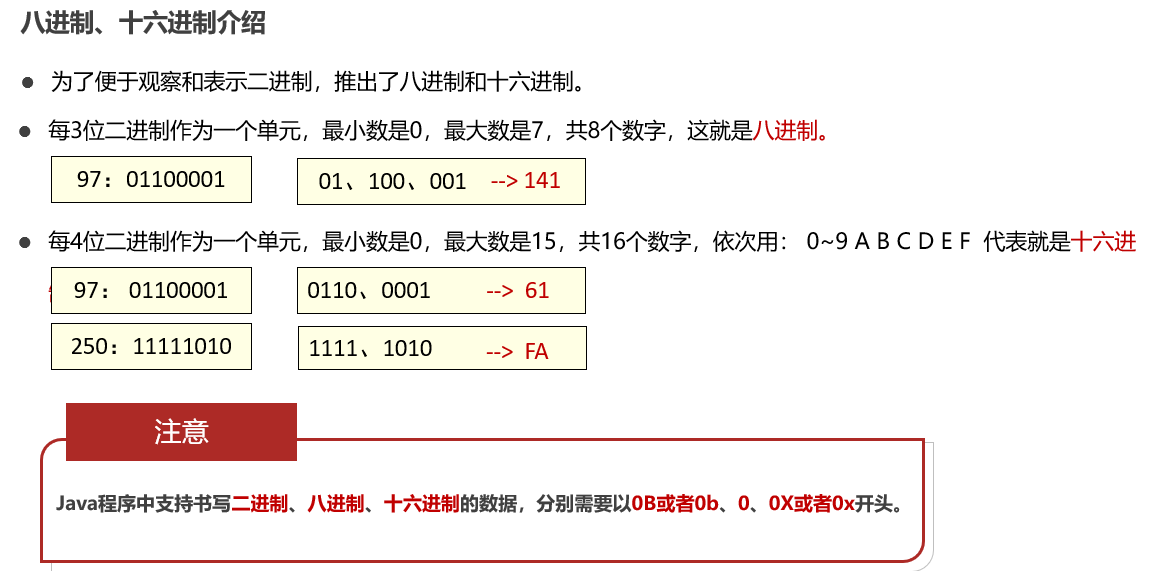 八进制、十六进制介绍
● 为了便于观察和表示二进制，推出了八进制和十六进制。
● 每3位二进制作为一个单元，最小数是0，最大数是7，共8个数字，这就是八进制。
97：01100001 01、100、001 --> 141
● 每4位二进制作为一个单元，最小数是0，最大数是15，共16个数字，依次用： 0~9 A B C D E F 代表就是十六进
97： 01100001 0110、0001 --> 61
250：11111010 1111、1010 --> FA
注意
Java程序中支持书写二进制、八进制、十六进制的数据，分别需要以0B或者0b、0、0X或者0x开头。